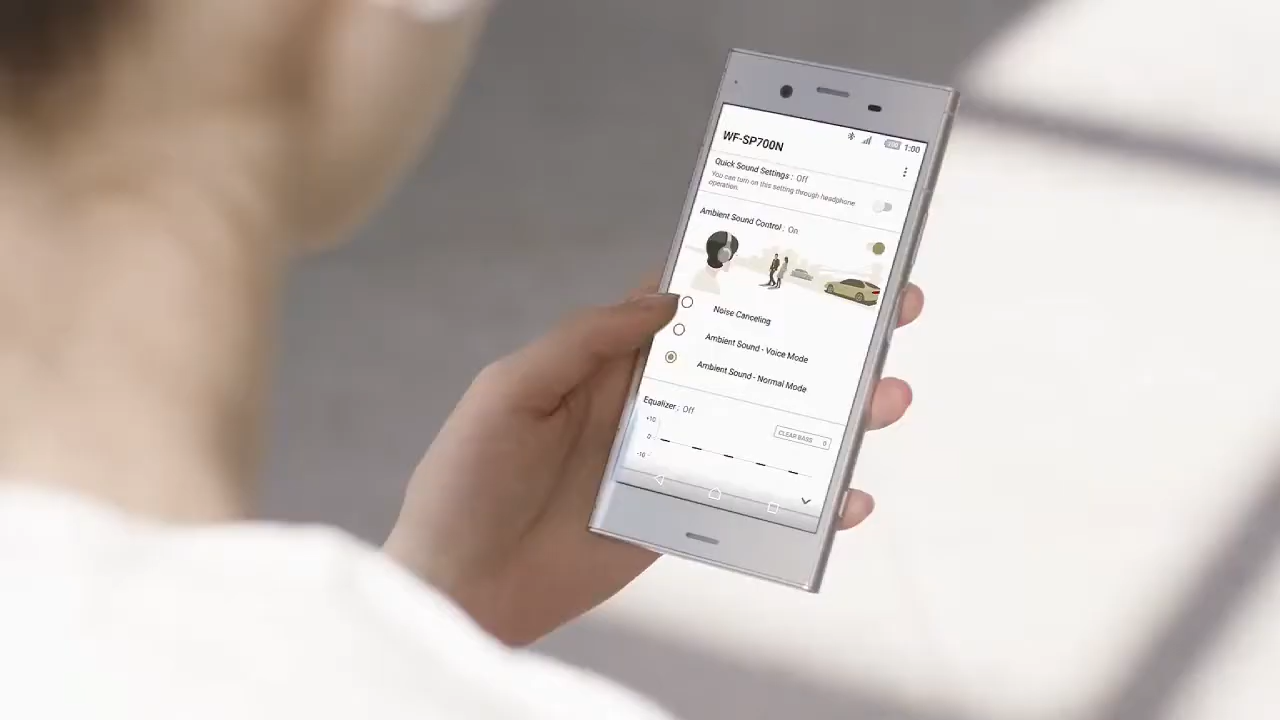 1:00
WF-SP700N
Quick Sound Settings : Off
You can turn on this setting through headphone
operation.
Ambient Sound Control : On
Noise Canceling
Ambient Sound - Voice Mode
Ambient Sound - Normal Mode
Equalizer : Off
CLEAR BASS 0
+10
0
-10